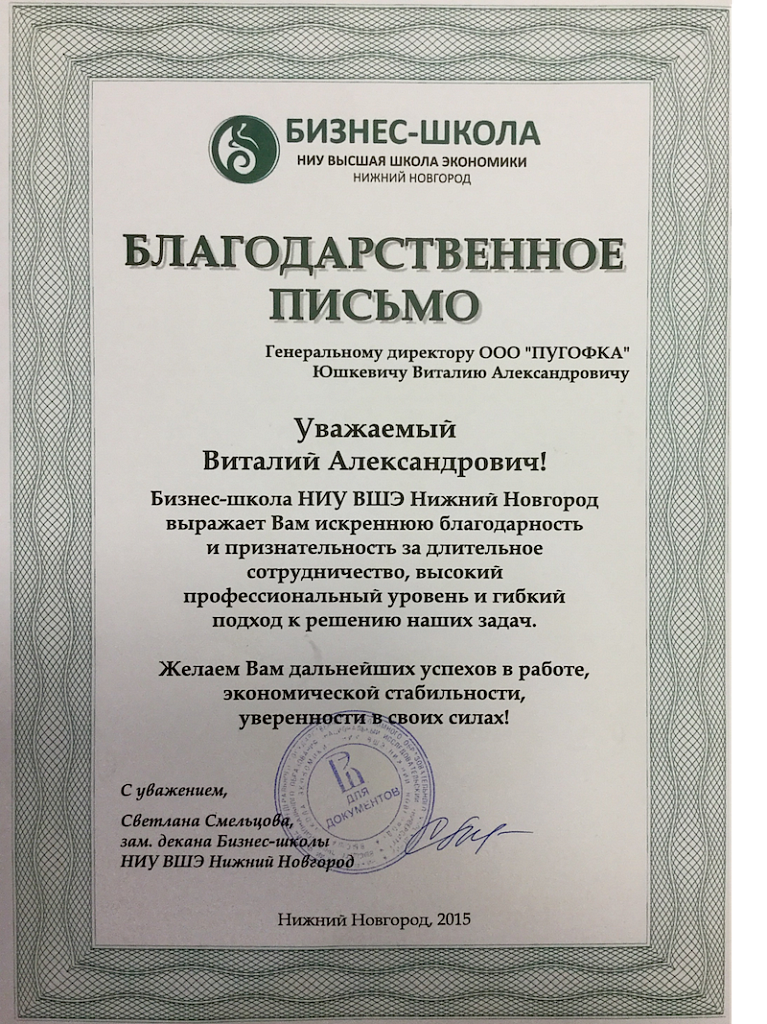 БИЗНЕС-ШКОЛА
НИУ ВЫСШАЯ ШКОЛА ЭКОНОМИКИ
НИЖНИЙ НОВГОРОД
БЛАГОДАРСТВЕННОЕ
ПИСЬМО
Генеральному директору ООО "ПУГОФКА"
Юшкевичу Виталию Александровичу
Уважаемый
Виталий Александрович!
Бизнес-школа НИУ ВШЭ Нижний Новгород
выражает Вам искреннюю благодарность
и признательность за длительное
сотрудничество, высокий
профессиональный уровень и гибкий
подход к решению наших задач.
Желаем Вам дальнейших успехов в работе,
экономической стабильности,
уверенности в своих силах!
С уважением,
Светлана Смельцова,
зам. декана Бизнес-школы
НИУ ВШЭ Нижний Новгород
ДЛЯ
ДОКУМЕНТОВ
Нижний Новгород, 2015